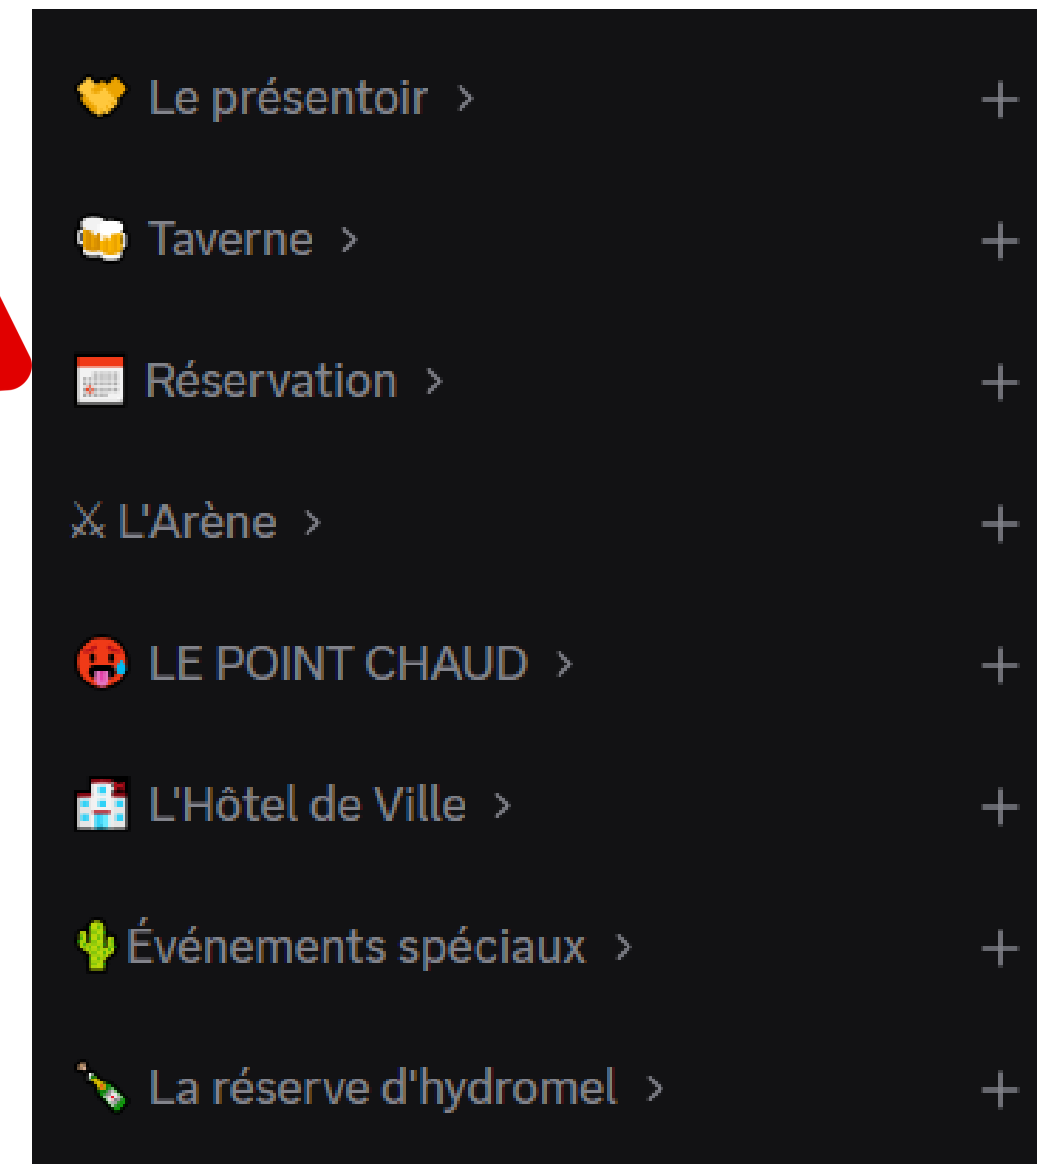 Le présentoir
Taverne
Réservation
L'Arène
LE POINT CHAUD
L'Hôtel de Ville
Événements spéciaux
La réserve d'hydromel